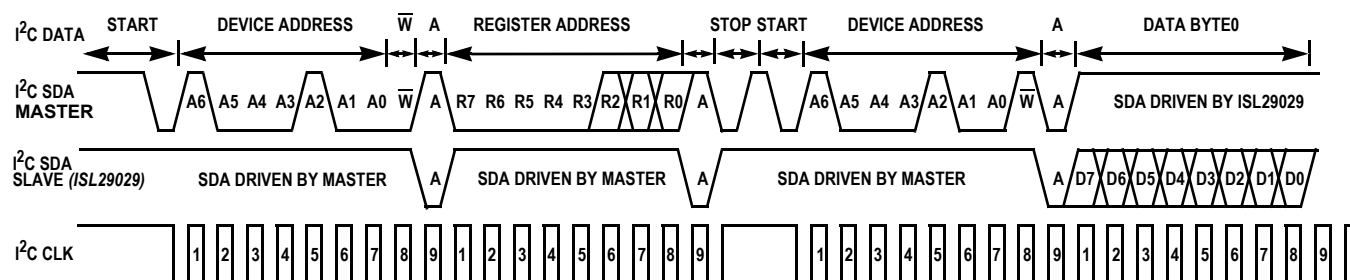 I²C DATA START DEVICE ADDRESS W̅ A REGISTER ADDRESS STOP START DEVICE ADDRESS A DATA BYTE0
I²C SDA MASTER A6 A5 A4 A3 A2 A1 A0 W̅ A R7 R6 R5 R4 R3 R2 R1 R0 A A6 A5 A4 A3 A2 A1 A0 W̅ A SDA DRIVEN BY ISL29029
I²C SDA SLAVE (ISL29029) SDA DRIVEN BY MASTER A SDA DRIVEN BY MASTER A SDA DRIVEN BY MASTER A D7 D6 D5 D4 D3 D2 D1 D0
I²C CLK 1 2 3 4 5 6 7 8 9 1 2 3 4 5 6 7 8 9 1 2 3 4 5 6 7 8 9 1 2 3 4 5 6 7 8 9